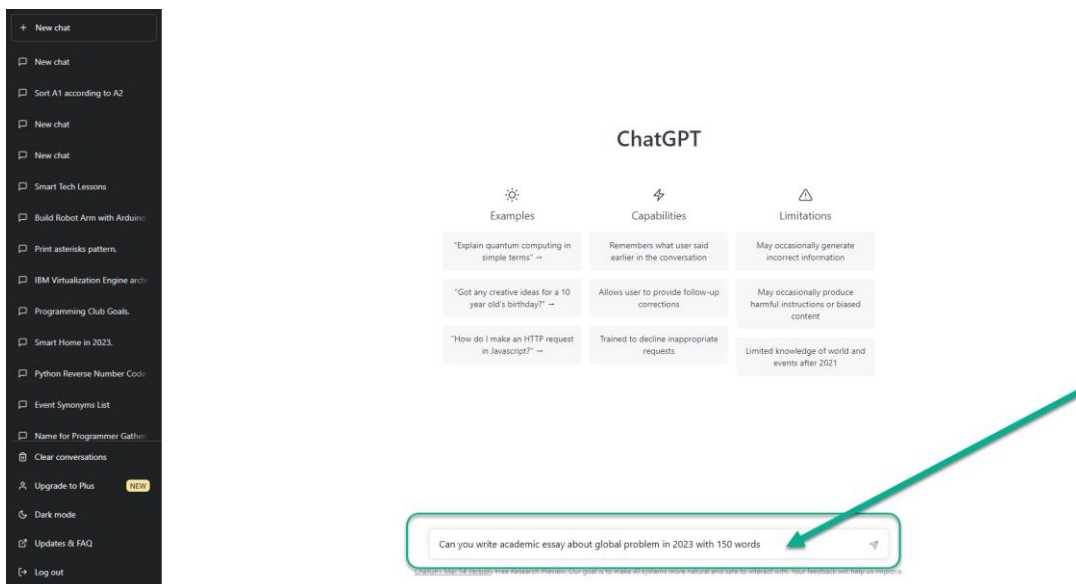 + New chat
New chat
Sort A1 according to A2
New chat
New chat
Smart Tech Lessons
Build Robot Arm with Arduino
Print asterisks pattern.
IBM Virtualization Engine arch
Programming Club Goals.
Smart Home in 2023.
Python Reverse Number Code
Event Synonyms List
Name for Programmer Gather
Clear conversations
Upgrade to Plus NEW
Dark mode
Updates & FAQ
Log out
ChatGPT
Examples
"Explain quantum computing in
simple terms" →
"Got any creative ideas for a 10
year old's birthday?" →
"How do I make an HTTP request
in Javascript?" →
Capabilities
Remembers what user said
earlier in the conversation
Allows user to provide follow-up
corrections
Trained to decline inappropriate
requests
Limitations
May occasionally generate
incorrect information
May occasionally produce
harmful instructions or biased
content
Limited knowledge of world and
events after 2021
Can you write academic essay about global problem in 2023 with 150 words
ChatGPT Mar 14 Version. Free Research Preview. Our goal is to make AI systems more natural and safe to interact with. Your feedback will help us improve.